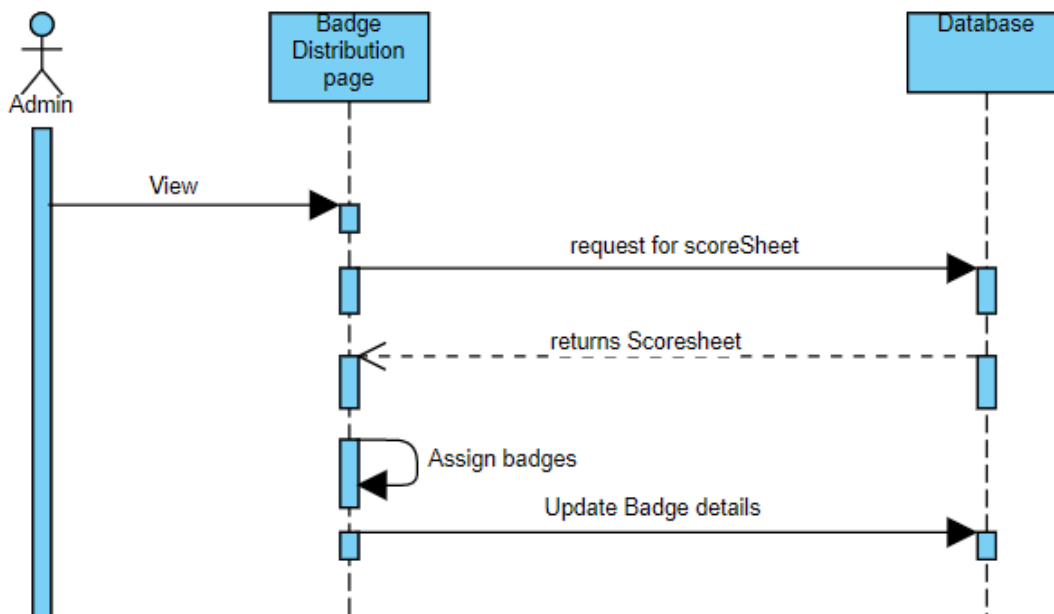 Badge
Distribution
page
Database
Admin
View
request for scoreSheet
returns Scoresheet
Assign badges
Update Badge details